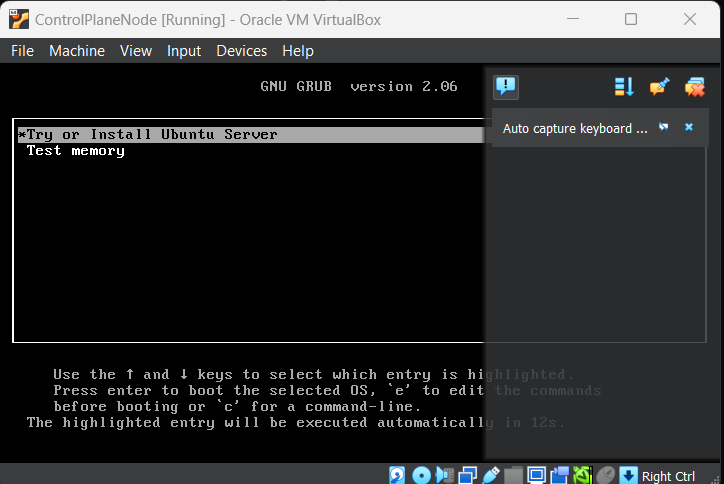 ControlPlaneNode [Running] - Oracle VM VirtualBox
File Machine View Input Devices Help
GNU GRUB version 2.06
Auto capture keyboard ...
*Try or Install Ubuntu Server
Test memory
Use the ↑ and ↓ keys to select which entry is highlighted.
Press enter to boot the selected OS, `e' to edit the commands
before booting or `c' for a command-line.
The highlighted entry will be executed automatically in 12s.
Right Ctrl